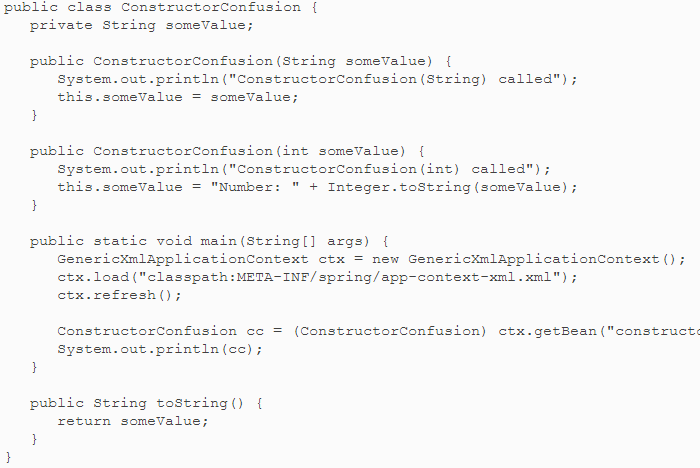 public class ConstructorConfusion {
private String someValue;
public ConstructorConfusion(String someValue) {
System.out.println("ConstructorConfusion(String) called");
this.someValue = someValue;
}
public ConstructorConfusion(int someValue) {
System.out.println("ConstructorConfusion(int) called");
this.someValue = "Number: " + Integer.toString(someValue);
}
public static void main(String[] args) {
GenericXmlApplicationContext ctx = new GenericXmlApplicationContext();
ctx.load("classpath:META-INF/spring/app-context-xml.xml");
ctx.refresh();
ConstructorConfusion cc = (ConstructorConfusion) ctx.getBean("constructo
System.out.println(cc);
}
public String toString() {
return someValue;
}
}